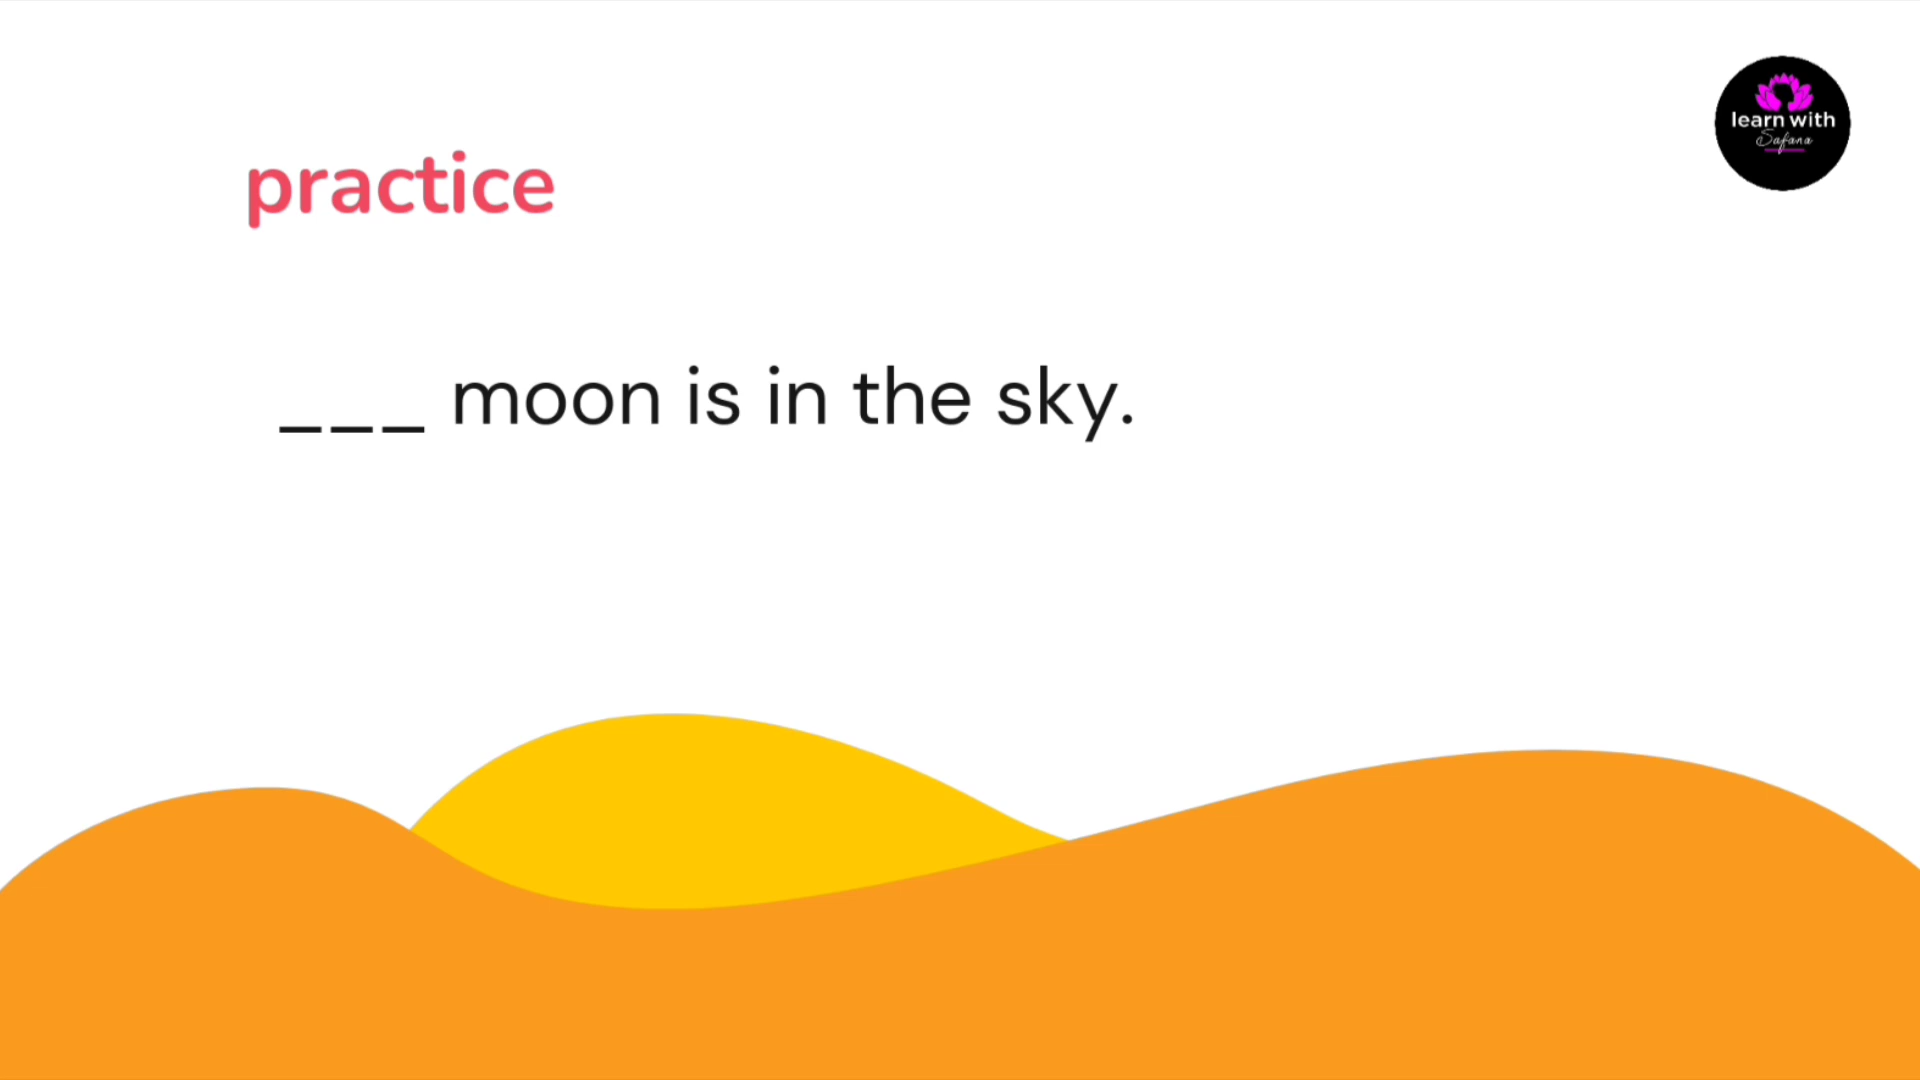 learn with
Safana
practice
___ moon is in the sky.